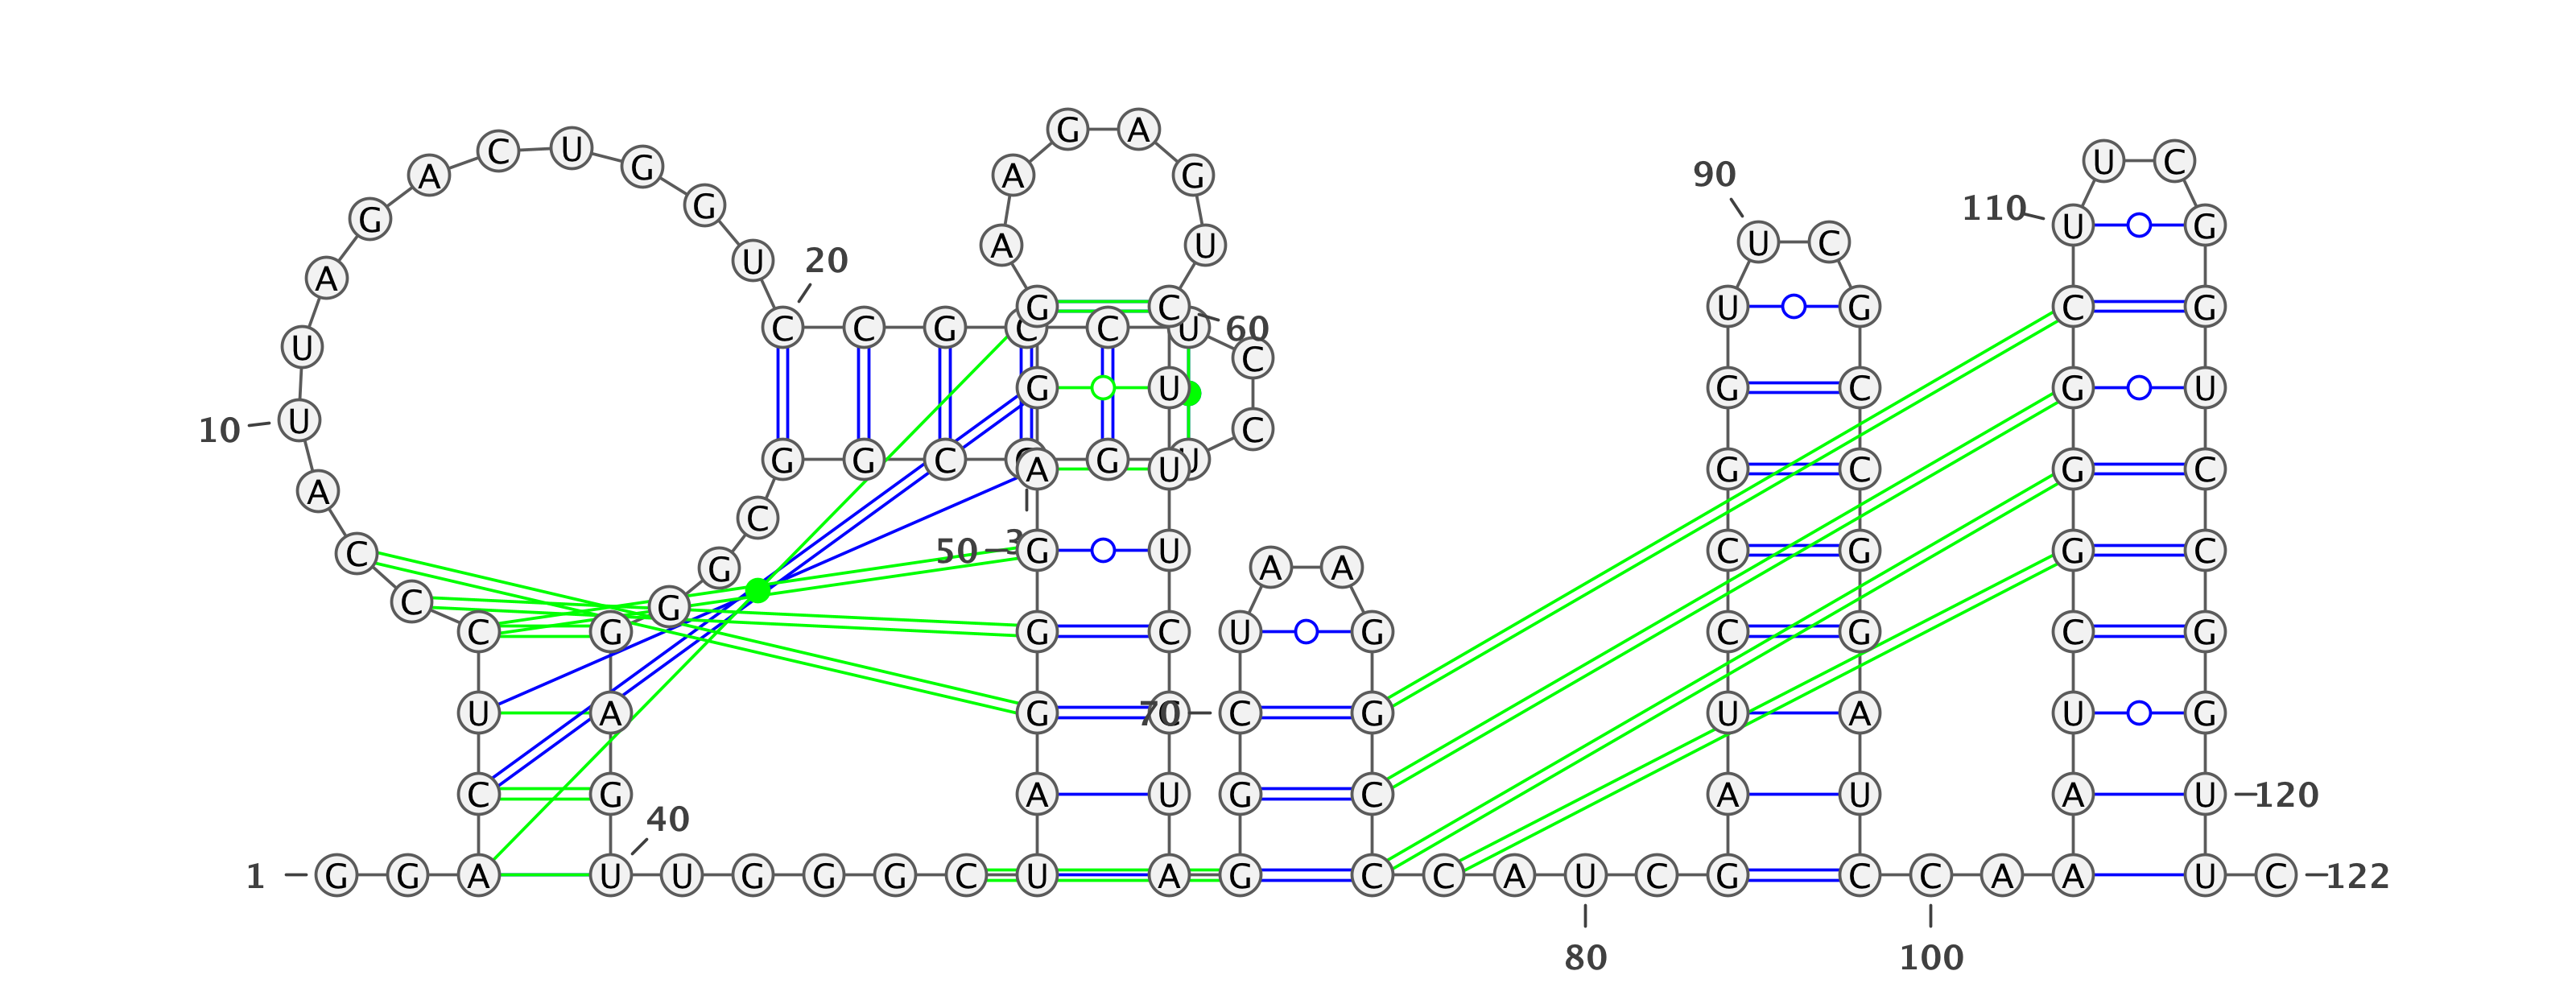 G A
C U
U C
G
A A G 90
G 110
G U G
A U U C
U 20
A
G C U G C G
C C G C C U 60
U
C
G U G C G U
U
10 C
G G C G U
A U G C G C
A
C
C 50 G U C G C C
G A A
C G
C G G C U G C G C G
U A G 70 C G U A U G
C G A U G C A U A U 120
40
1 G G A U U G G G C U A G C C A U C G C C A A U C 122
80 100